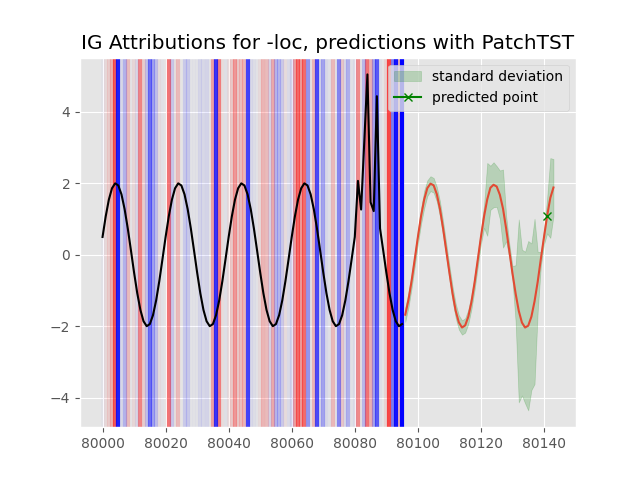 IG Attributions for -loc, predictions with PatchTST
standard deviation
predicted point
4
2
0
−2
−4
80000 80020 80040 80060 80080 80100 80120 80140